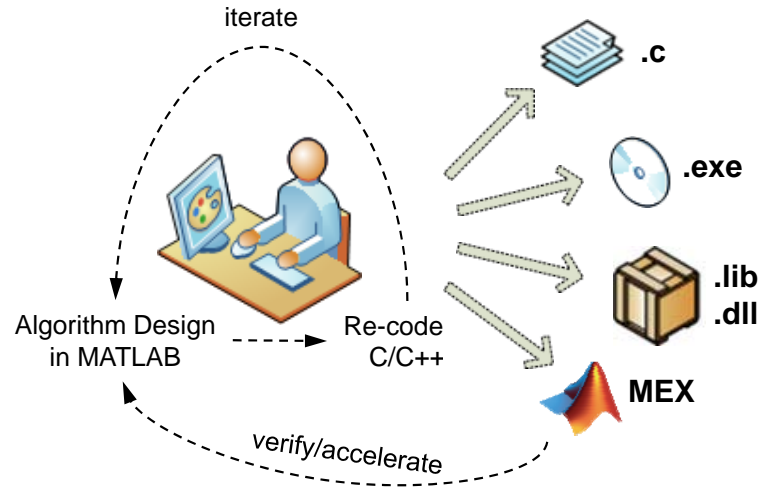 iterate
.c
.exe
.lib
.dll
Algorithm Design
in MATLAB
Re-code
C/C++
MEX
verify/accelerate